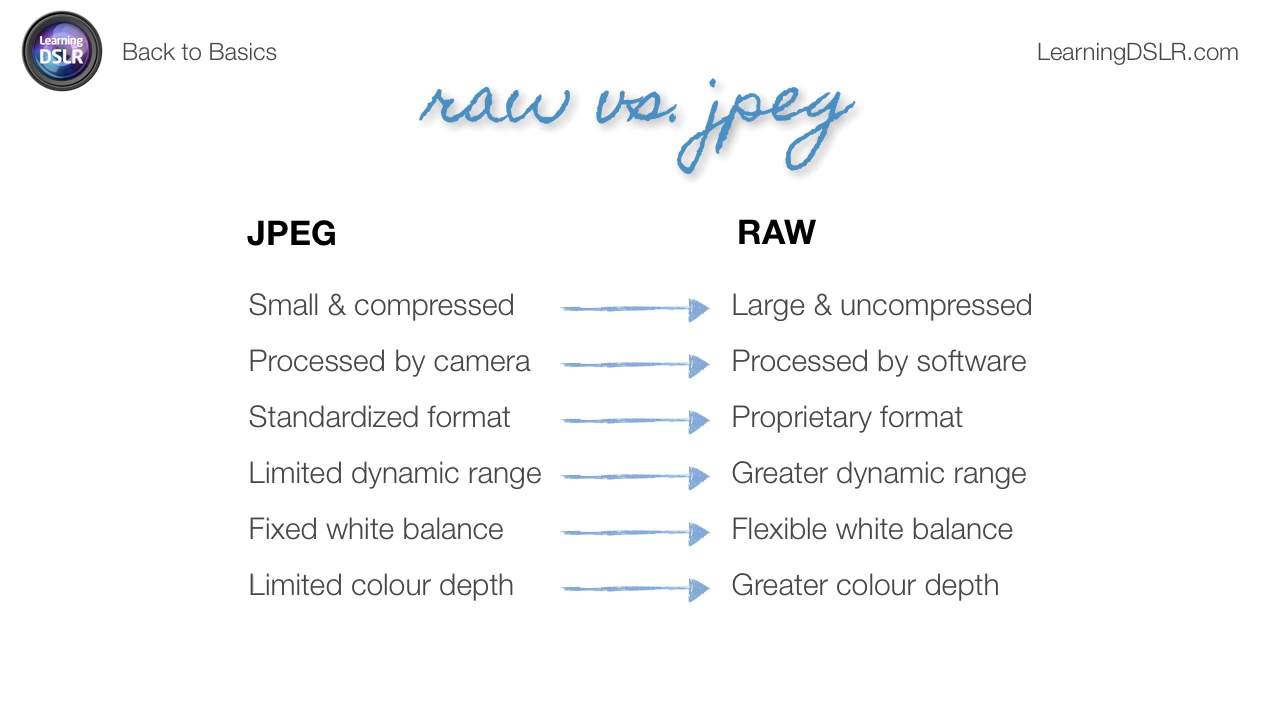 Learning
DSLR
Back to Basics
LearningDSLR.com
raw vs. jpeg
JPEG
RAW
Small & compressed
Large & uncompressed
Processed by camera
Processed by software
Standardized format
Proprietary format
Limited dynamic range
Greater dynamic range
Fixed white balance
Flexible white balance
Limited colour depth
Greater colour depth